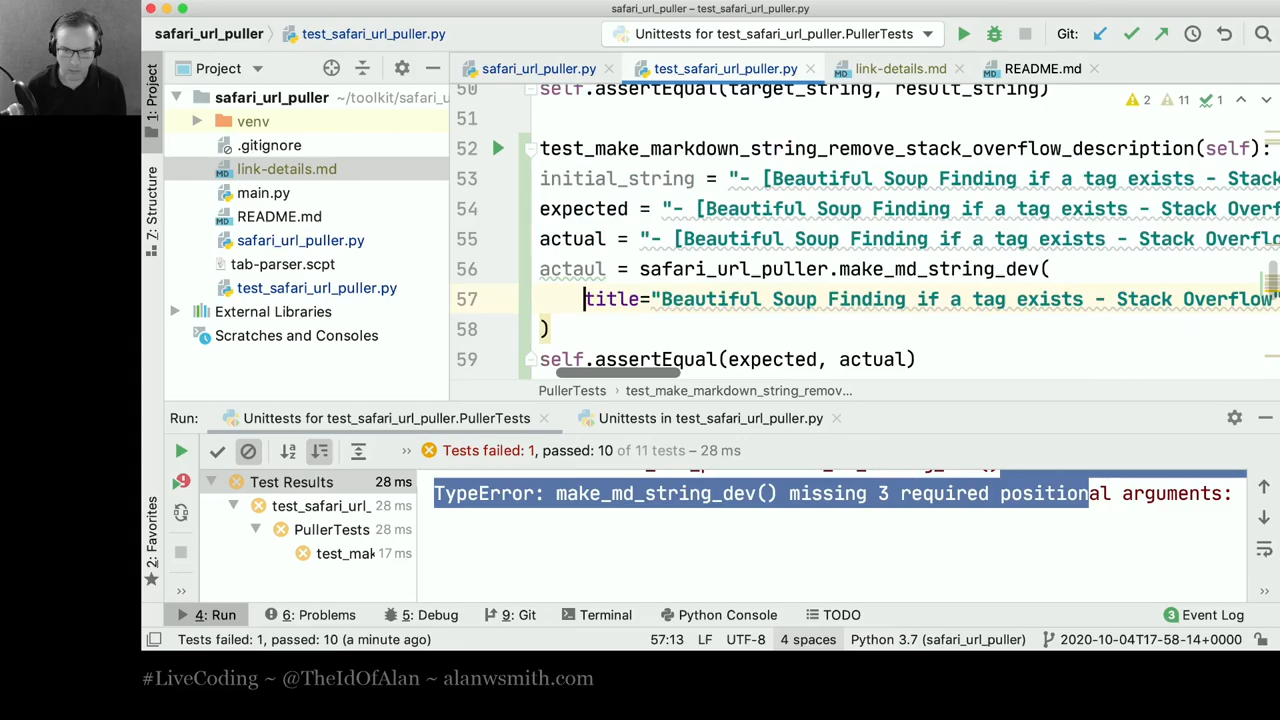 safari_url_puller – test_safari_url_puller.py
safari_url_puller
test_safari_url_puller.py
Unittests for test_safari_url_puller.PullerTests
Git:
Project
safari_url_puller.py
test_safari_url_puller.py
link-details.md
README.md
1: Project
safari_url_puller ~/toolkit/safari_u
venv
.gitignore
link-details.md
main.py
README.md
safari_url_puller.py
tab-parser.scpt
test_safari_url_puller.py
External Libraries
Scratches and Consoles
Z: Structure
2: Favorites
50 self.assertEqual(target_string, result_string)
2 11 1
51
52 test_make_markdown_string_remove_stack_overflow_description(self):
53 initial_string = "- [Beautiful Soup Finding if a tag exists - Stack
54 expected = "- [Beautiful Soup Finding if a tag exists - Stack Overf
55 actual = "- [Beautiful Soup Finding if a tag exists - Stack Overflo
56 actaul = safari_url_puller.make_md_string_dev(
57 title="Beautiful Soup Finding if a tag exists - Stack Overflow"
58 )
59 self.assertEqual(expected, actual)
PullerTests › test_make_markdown_string_remov...
Run:
Unittests for test_safari_url_puller.PullerTests
Unittests in test_safari_url_puller.py
Tests failed: 1, passed: 10 of 11 tests – 28 ms
Test Results 28 ms
test_safari_url_ 28 ms
PullerTests 28 ms
test_mak 17 ms
TypeError: make_md_string_dev() missing 3 required positional arguments:
4: Run
6: Problems
5: Debug
9: Git
Terminal
Python Console
TODO
3 Event Log
Tests failed: 1, passed: 10 (a minute ago)
57:13
LF
UTF-8
4 spaces
Python 3.7 (safari_url_puller)
2020-10-04T17-58-14+0000
#LiveCoding ~ @TheIdOfAlan ~ alanwsmith.com